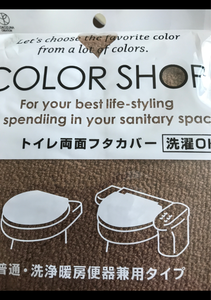 Let's choose the favorite color
from a lot of colors.
COLOR SHOP
For your best life-styling
spendiing in your sanitary spac
トイレ両面フタカバー 洗濯OK
普通・洗浄暖房便器兼用タイプ